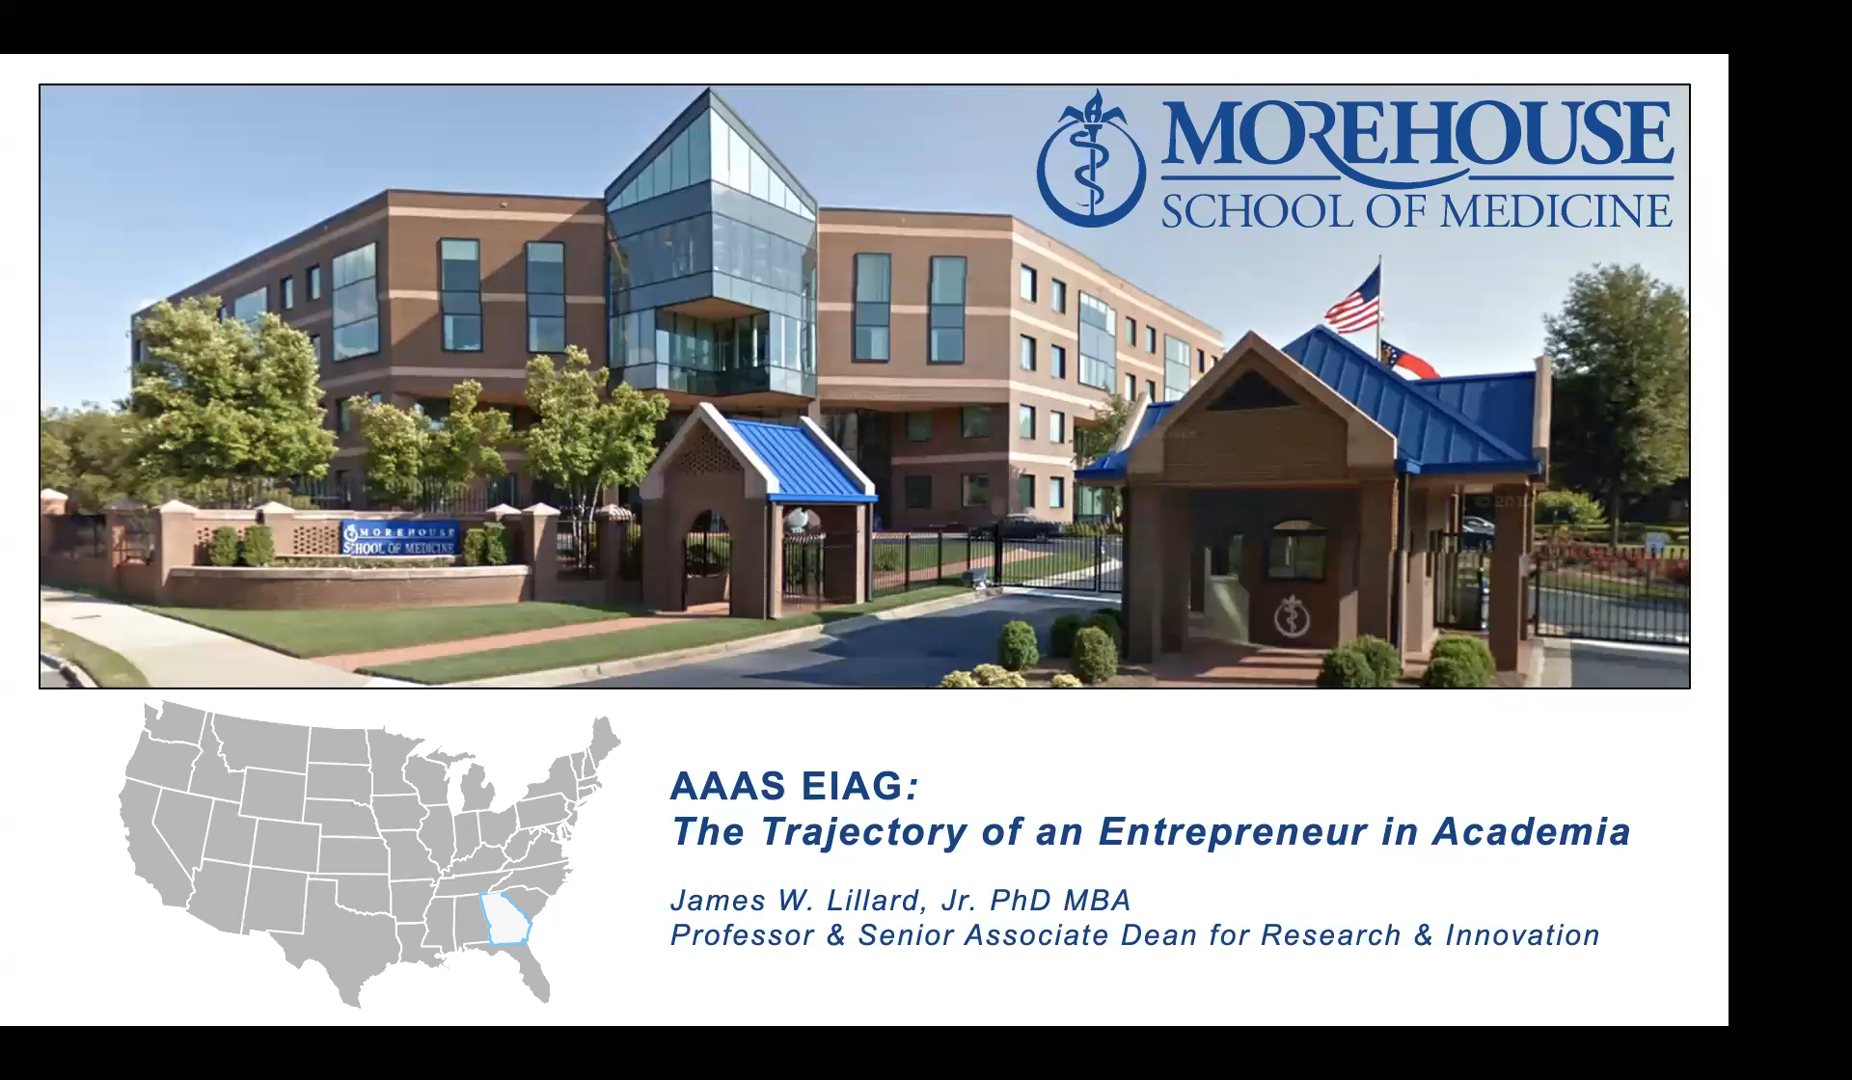 MOREHOUSE
SCHOOL OF MEDICINE
MOREHOUSE
SCHOOL OF MEDICINE
AAAS EIAG:
The Trajectory of an Entrepreneur in Academia
James W. Lillard, Jr. PhD MBA
Professor & Senior Associate Dean for Research & Innovation